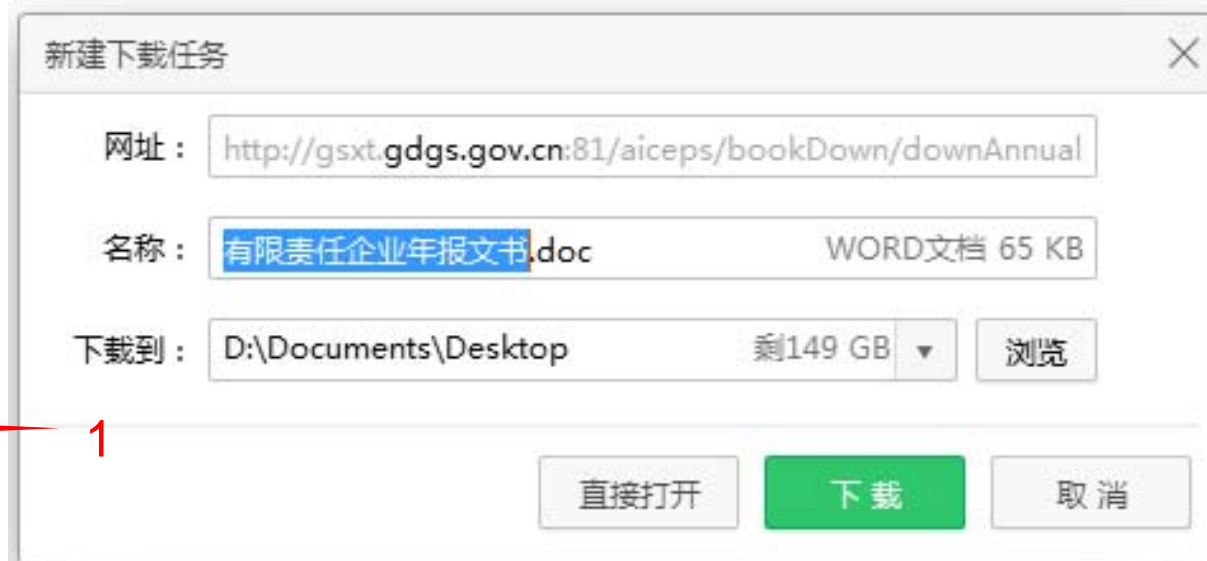 新建下载任务
网址： http://gsxt.gdgs.gov.cn:81/aiceps/bookDown/downAnnual
名称： 有限责任企业年报文书.doc WORD文档 65 KB
下载到： D:\Documents\Desktop 剩149 GB 浏览
1
直接打开 下载 取消